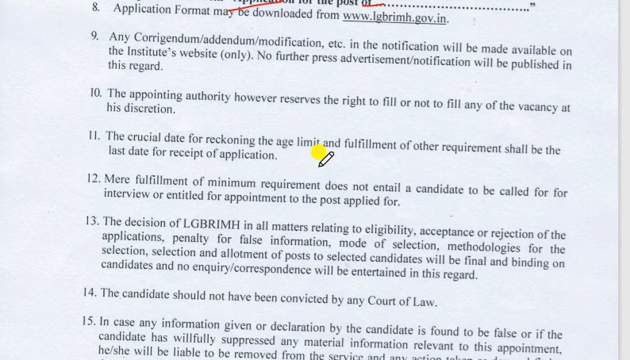 for the post of ..................................."
8. Application Format may be downloaded from www.lgbrimh.gov.in.
9. Any Corrigendum/addendum/modification, etc. in the notification will be made available on
the Institute's website (only). No further press advertisement/notification will be published in
this regard.
10. The appointing authority however reserves the right to fill or not to fill any of the vacancy at
his discretion.
11. The crucial date for reckoning the age limit and fulfillment of other requirement shall be the
last date for receipt of application.
12. Mere fulfillment of minimum requirement does not entail a candidate to be called for for
interview or entitled for appointment to the post applied for.
13. The decision of LGBRIMH in all matters relating to eligibility, acceptance or rejection of the
applications, penalty for false information, mode of selection, methodologies for the
selection, selection and allotment of posts to selected candidates will be final and binding on
candidates and no enquiry/correspondence will be entertained in this regard.
14. The candidate should not have been convicted by any Court of Law.
15. In case any information given or declaration by the candidate is found to be false or if the
candidate has willfully suppressed any material information relevant to this appointment,
he/she will be liable to be removed from the service and any action